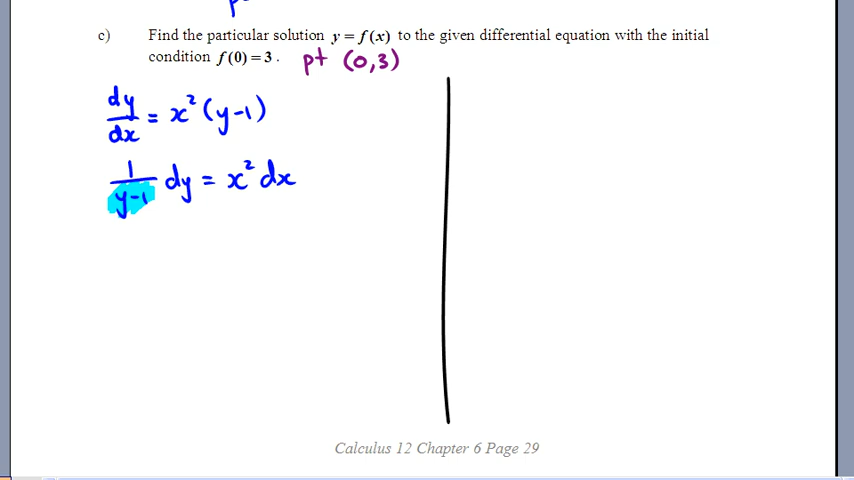 c) Find the particular solution y = f(x) to the given differential equation with the initial
condition f(0) = 3 . pt (0,3)
dy/dx = x² (y-1)
1/(y-1) dy = x² dx
Calculus 12 Chapter 6 Page 29